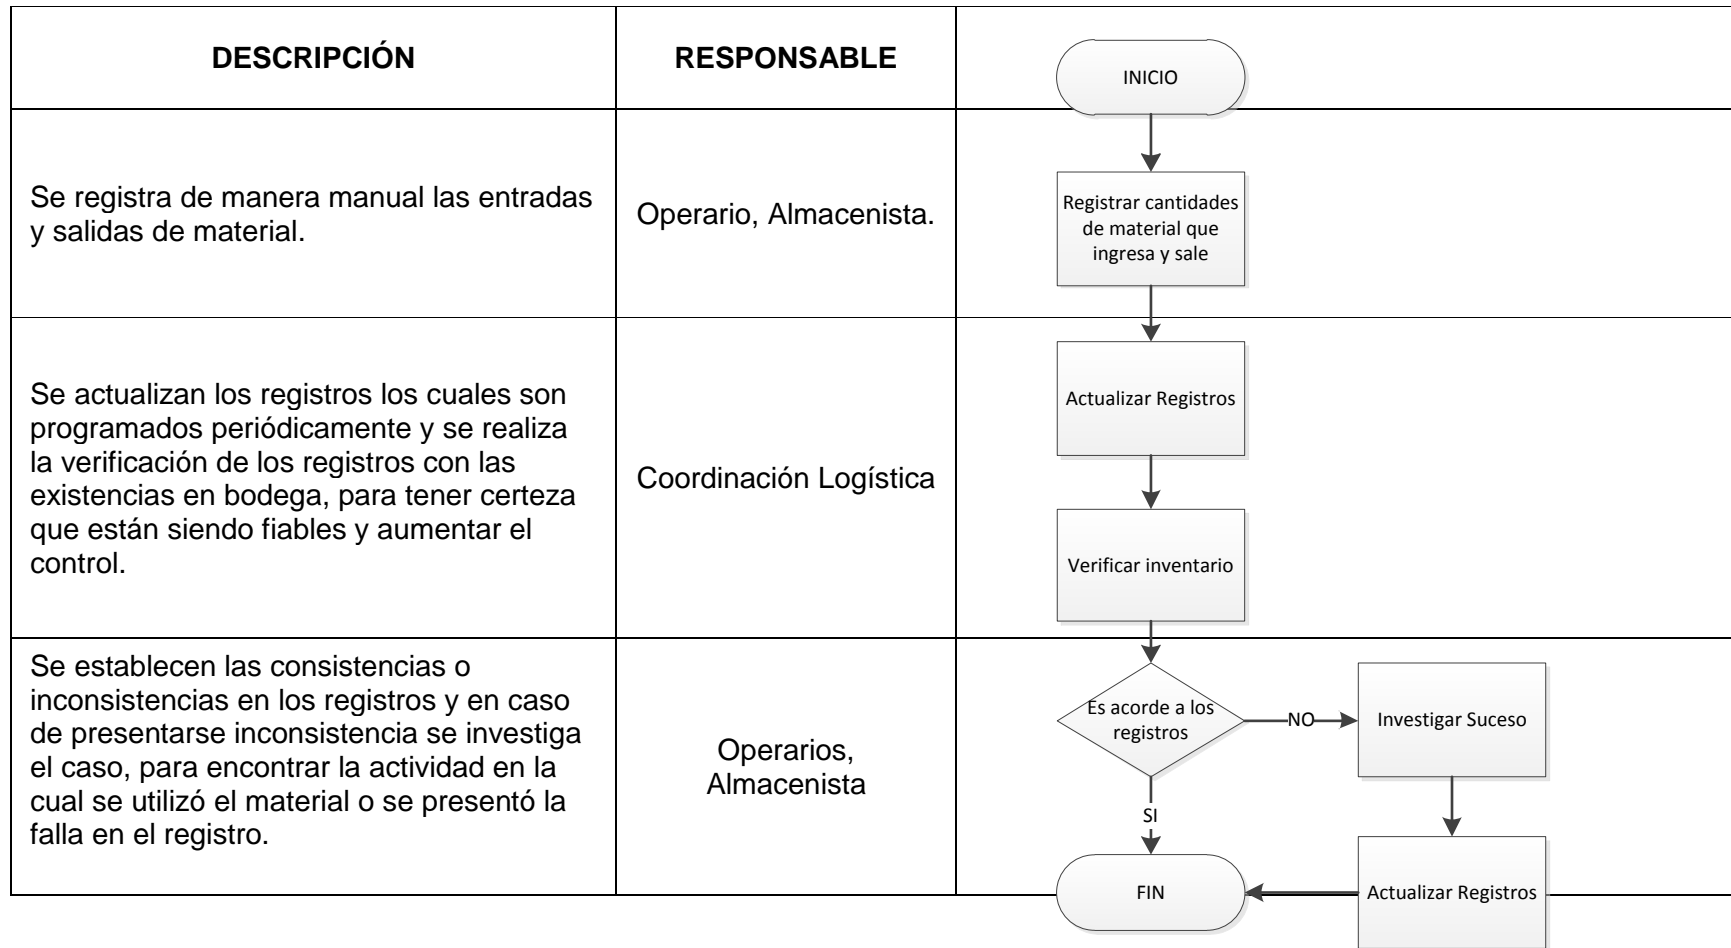 DESCRIPCIÓN
RESPONSABLE
INICIO
Se registra de manera manual las entradas
y salidas de material.
Operario, Almacenista.
Registrar cantidades
de material que
ingresa y sale
Se actualizan los registros los cuales son
programados periódicamente y se realiza
la verificación de los registros con las
existencias en bodega, para tener certeza
que están siendo fiables y aumentar el
control.
Coordinación Logística
Actualizar Registros
Verificar inventario
Se establecen las consistencias o
inconsistencias en los registros y en caso
de presentarse inconsistencia se investiga
el caso, para encontrar la actividad en la
cual se utilizó el material o se presentó la
falla en el registro.
Operarios,
Almacenista
Es acorde a los
registros
NO
Investigar Suceso
SI
FIN
Actualizar Registros